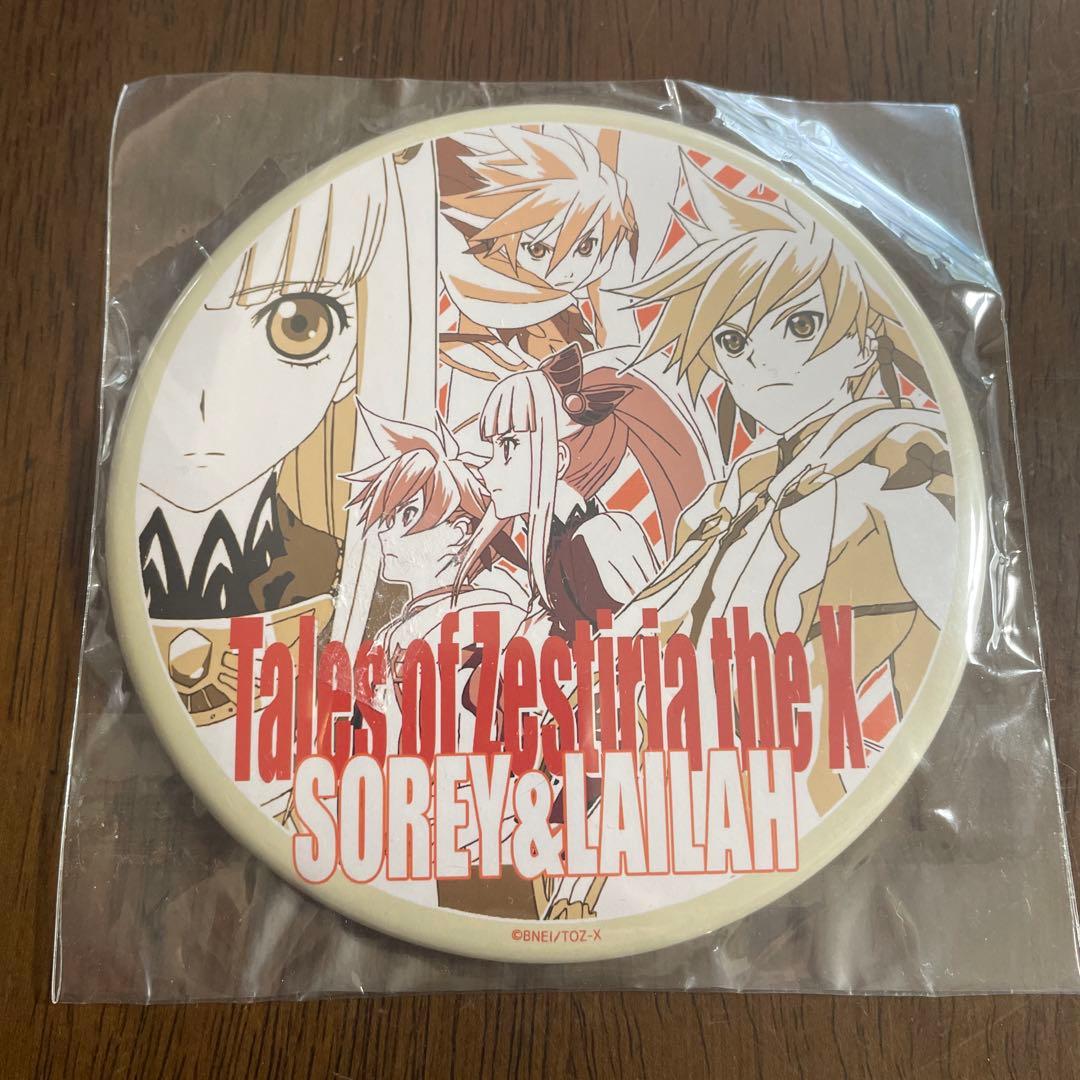 Tales of Zestiria the X
SOREY&LAILAH
©BNEI/TOZ-X